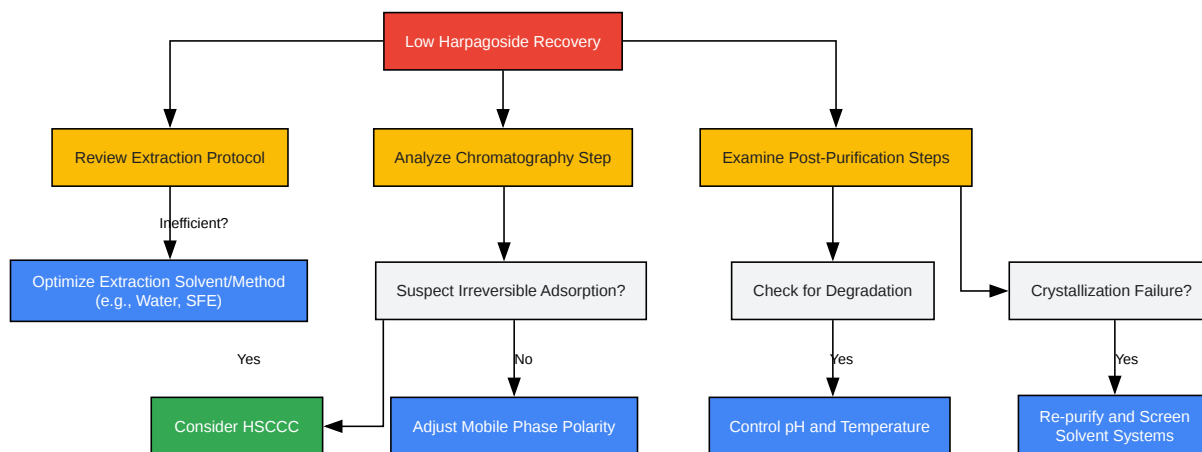 Low Harpagoside Recovery
Review Extraction Protocol
Analyze Chromatography Step
Examine Post-Purification Steps
Inefficient?
Optimize Extraction Solvent/Method
(e.g., Water, SFE)
Suspect Irreversible Adsorption?
Check for Degradation
Crystallization Failure?
Yes
No
Yes
Yes
Consider HSCCC
Adjust Mobile Phase Polarity
Control pH and Temperature
Re-purify and Screen
Solvent Systems